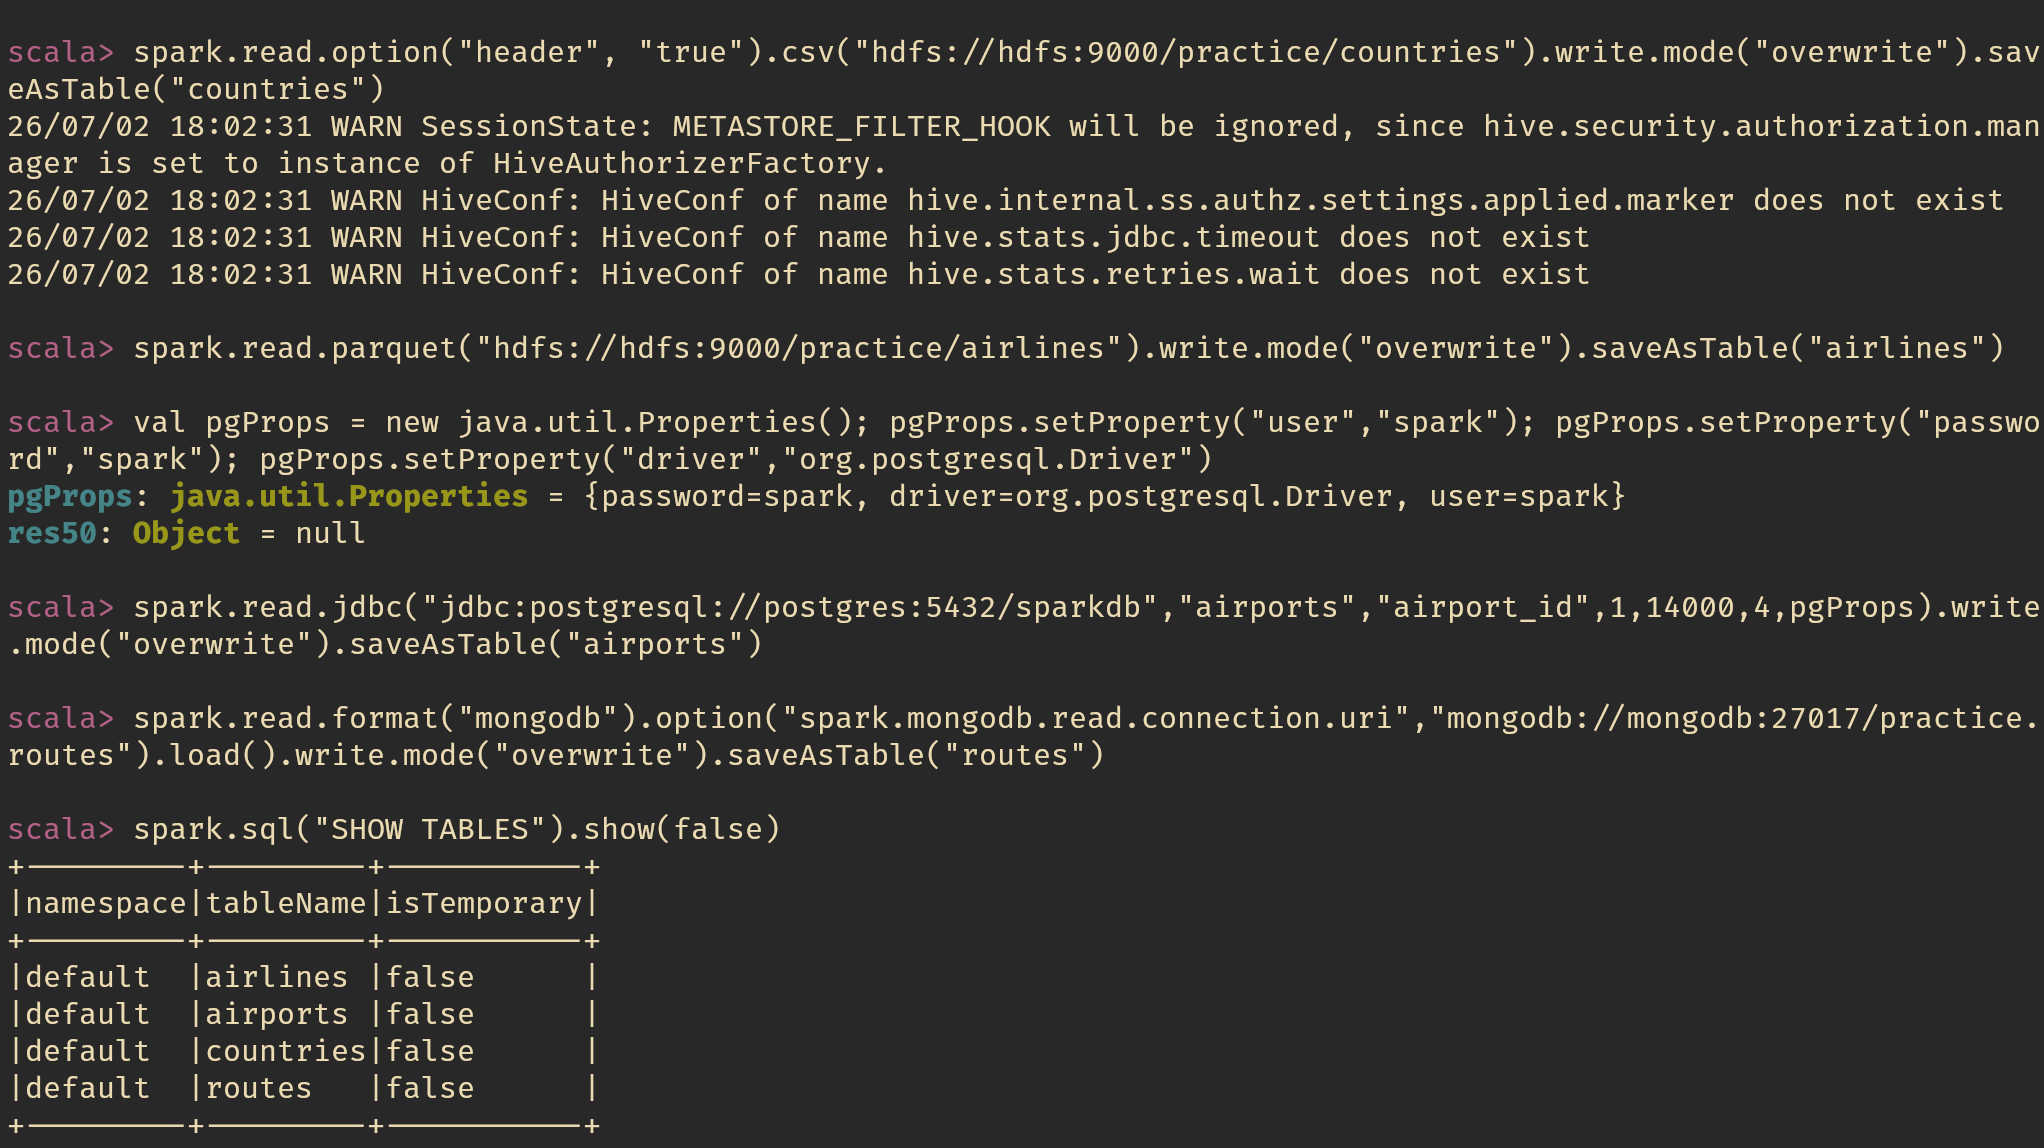 scala> spark.read.option("header", "true").csv("hdfs://hdfs:9000/practice/countries").write.mode("overwrite").sav
eAsTable("countries")
26/07/02 18:02:31 WARN SessionState: METASTORE_FILTER_HOOK will be ignored, since hive.security.authorization.man
ager is set to instance of HiveAuthorizerFactory.
26/07/02 18:02:31 WARN HiveConf: HiveConf of name hive.internal.ss.authz.settings.applied.marker does not exist
26/07/02 18:02:31 WARN HiveConf: HiveConf of name hive.stats.jdbc.timeout does not exist
26/07/02 18:02:31 WARN HiveConf: HiveConf of name hive.stats.retries.wait does not exist

scala> spark.read.parquet("hdfs://hdfs:9000/practice/airlines").write.mode("overwrite").saveAsTable("airlines")

scala> val pgProps = new java.util.Properties(); pgProps.setProperty("user","spark"); pgProps.setProperty("passwo
rd","spark"); pgProps.setProperty("driver","org.postgresql.Driver")
pgProps: java.util.Properties = {password=spark, driver=org.postgresql.Driver, user=spark}
res50: Object = null

scala> spark.read.jdbc("jdbc:postgresql://postgres:5432/sparkdb","airports","airport_id",1,14000,4,pgProps).write
.mode("overwrite").saveAsTable("airports")

scala> spark.read.format("mongodb").option("spark.mongodb.read.connection.uri","mongodb://mongodb:27017/practice.
routes").load().write.mode("overwrite").saveAsTable("routes")

scala> spark.sql("SHOW TABLES").show(false)
+---------+---------+-----------+
|namespace|tableName|isTemporary|
+---------+---------+-----------+
|default  |airlines |false      |
|default  |airports |false      |
|default  |countries|false      |
|default  |routes   |false      |
+---------+---------+-----------+